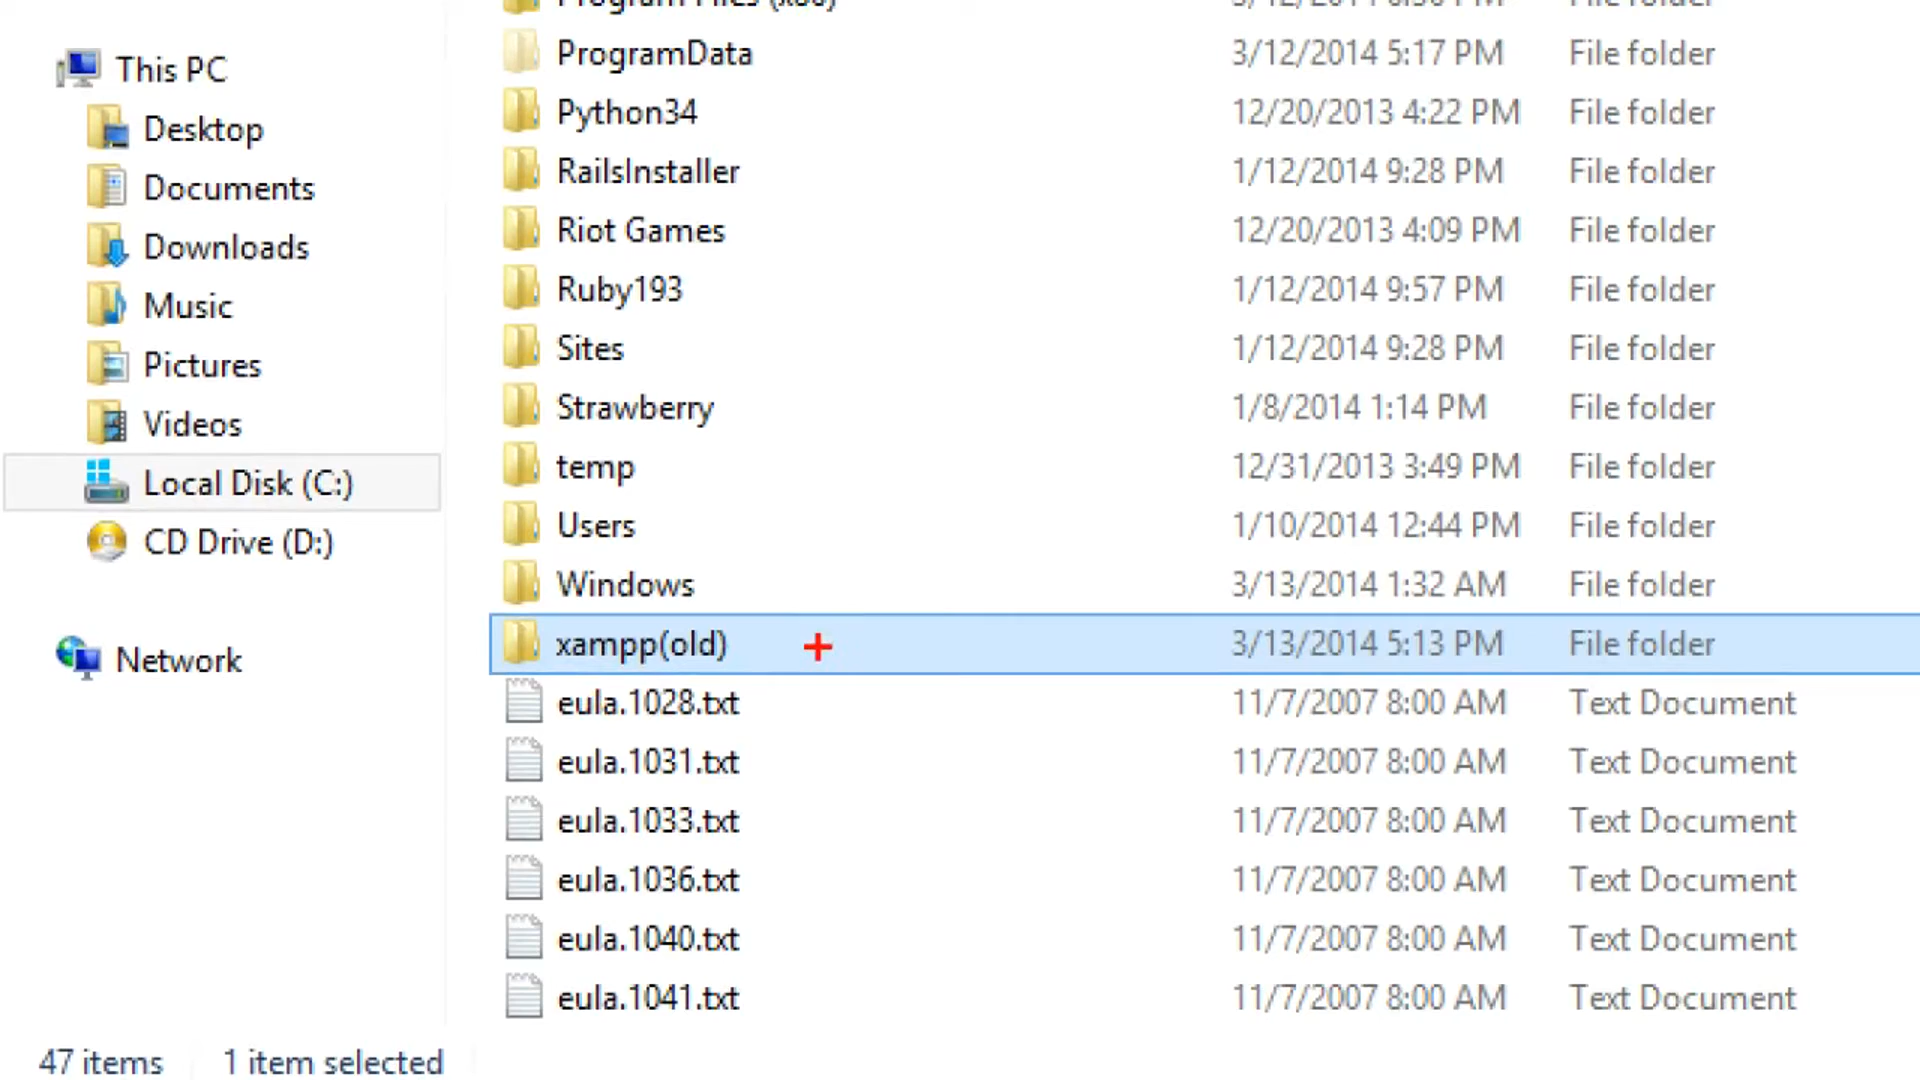 This PC
Desktop
Documents
Downloads
Music
Pictures
Videos
Local Disk (C:)
CD Drive (D:)
Network
Program Files (x86)
ProgramData 3/12/2014 5:17 PM File folder
Python34 12/20/2013 4:22 PM File folder
RailsInstaller 1/12/2014 9:28 PM File folder
Riot Games 12/20/2013 4:09 PM File folder
Ruby193 1/12/2014 9:57 PM File folder
Sites 1/12/2014 9:28 PM File folder
Strawberry 1/8/2014 1:14 PM File folder
temp 12/31/2013 3:49 PM File folder
Users 1/10/2014 12:44 PM File folder
Windows 3/13/2014 1:32 AM File folder
xampp(old) 3/13/2014 5:13 PM File folder
eula.1028.txt 11/7/2007 8:00 AM Text Document
eula.1031.txt 11/7/2007 8:00 AM Text Document
eula.1033.txt 11/7/2007 8:00 AM Text Document
eula.1036.txt 11/7/2007 8:00 AM Text Document
eula.1040.txt 11/7/2007 8:00 AM Text Document
eula.1041.txt 11/7/2007 8:00 AM Text Document
47 items 1 item selected